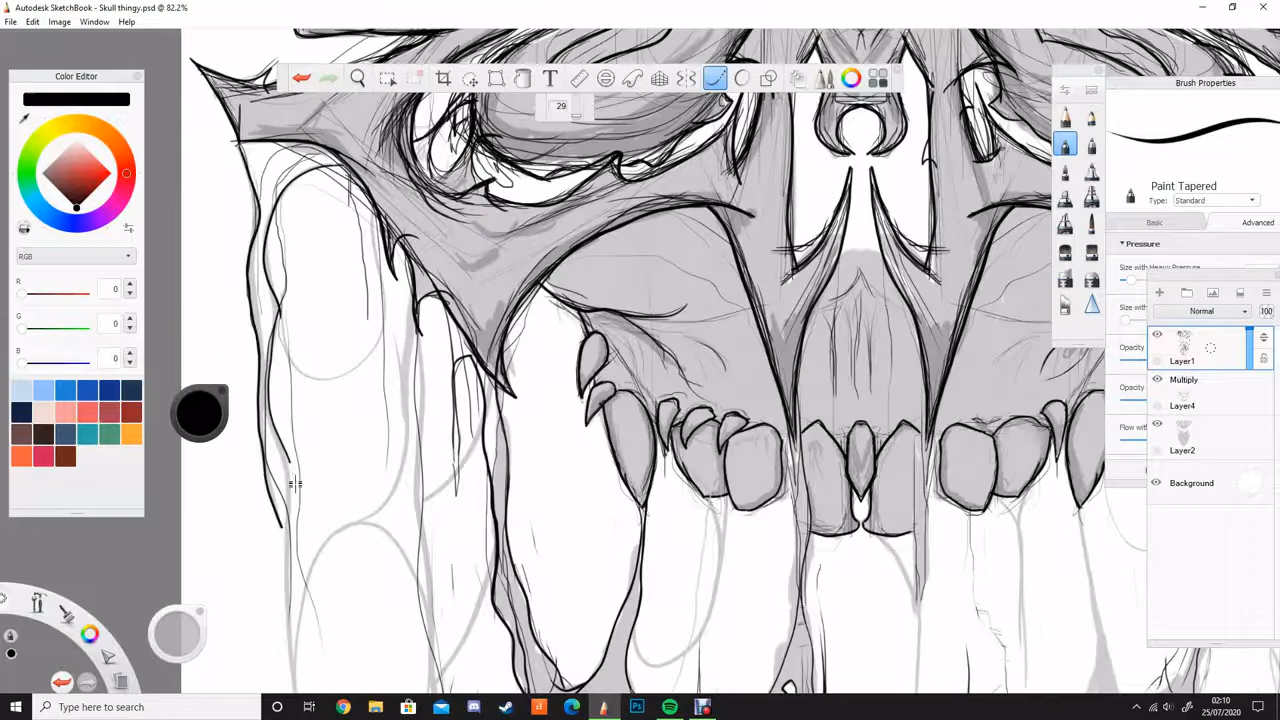 Autodesk SketchBook - Skull thingy.psd @ 82.2%
File Edit Image Window Help
Color Editor
Brush Properties
29
T
Paint Tapered
Type: Standard
Basic Advanced
Pressure
Size with Heavy Pressure
Size w
Opacity
Opacity
Flow with
RGB
R 0
G 0
B 0
Normal 100
Layer1
Multiply
Layer4
Layer2
Background
Type here to search
Ps
02:10
25/07/2020